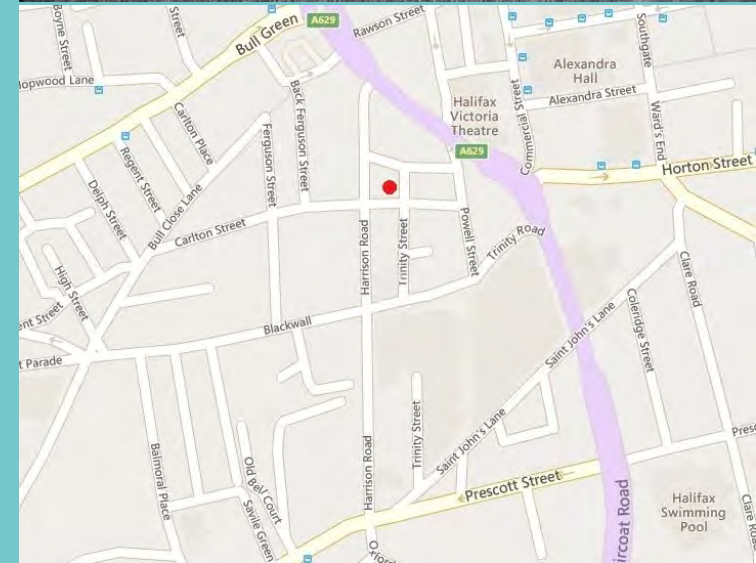 Boyne Street
Street
Bull Green
A629
Rawson Street
Southgate
Alexandra
Hall
Alexandra Street
Commercial Street
Ward's End
Halifax
Victoria
Theatre
A629
Horton Street
opwood Lane
Carlton Place
Back Ferguson Street
Ferguson Street
Regent Street
Delph Street
Bull Close Lane
Carlton Street
Harrison Road
Trinity Street
Powell Street
Trinity Road
Clare Road
Coleridge Street
High Street
ent Street
Blackwall
t Parade
Saint John's Lane
Trinity Street
Saint John's Lane
Harrison Road
Balmoral Place
Old Bell Court
Savile Green
Prescott Street
Presc
ircoat Road
Halifax
Swimming
Pool
Clare Roa
Oxford